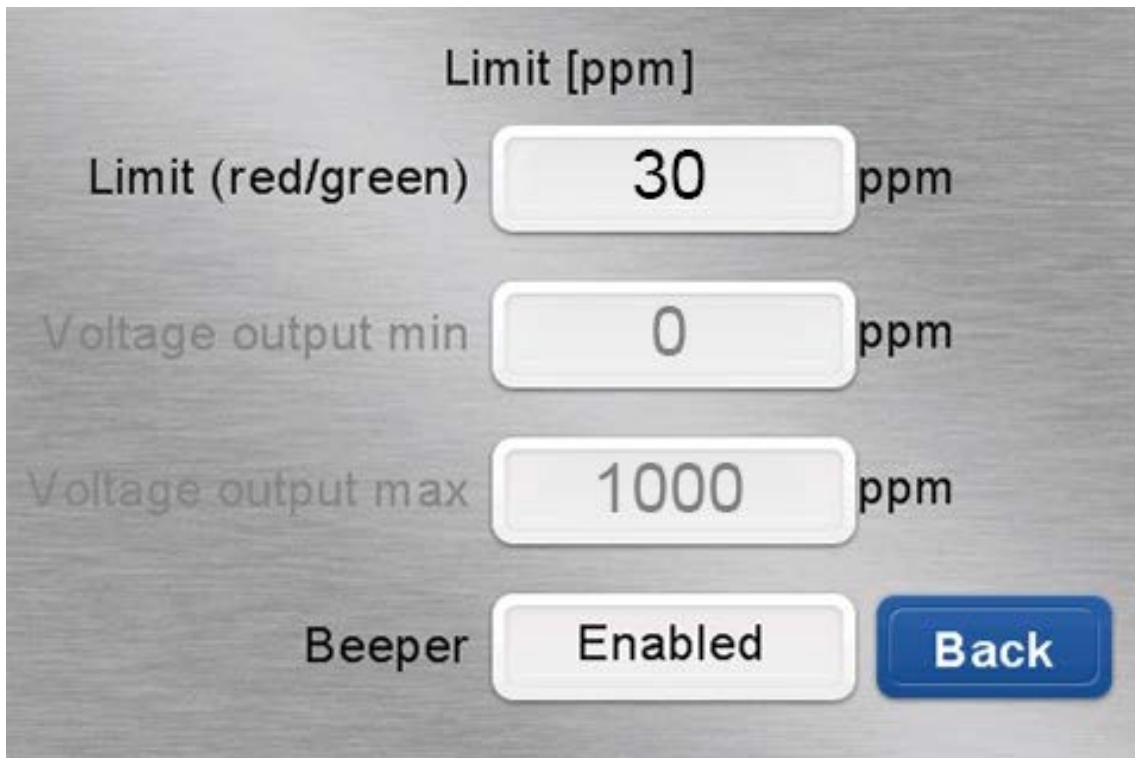 Limit [ppm]
Limit (red/green) 30 ppm
Voltage output min 0 ppm
Voltage output max 1000 ppm
Beeper Enabled Back